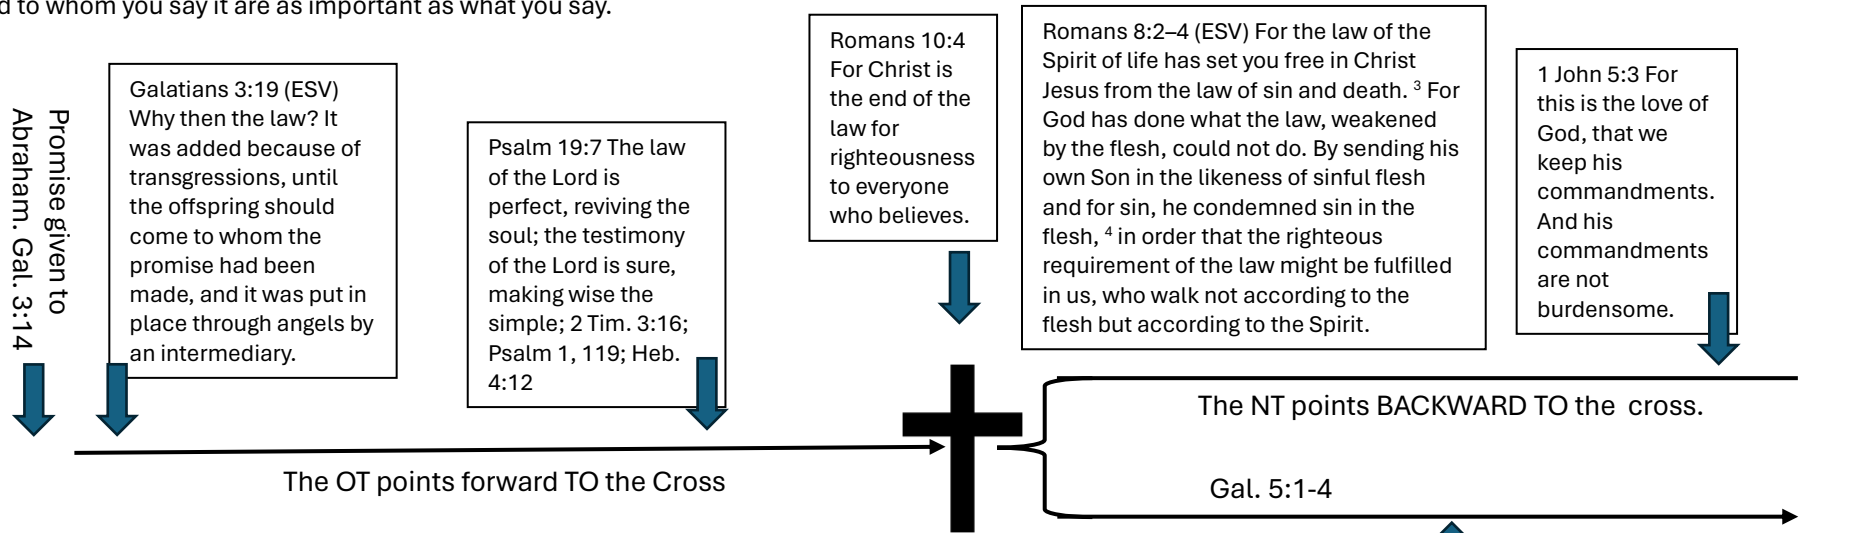 d to whom you say it are as important as what you say.
Promise given to
Abraham. Gal. 3:14
Galatians 3:19 (ESV)
Why then the law? It
was added because of
transgressions, until
the offspring should
come to whom the
promise had been
made, and it was put in
place through angels by
an intermediary.
Psalm 19:7 The law
of the Lord is
perfect, reviving the
soul; the testimony
of the Lord is sure,
making wise the
simple; 2 Tim. 3:16;
Psalm 1, 119; Heb.
4:12
Romans 10:4
For Christ is
the end of the
law for
righteousness
to everyone
who believes.
Romans 8:2–4 (ESV) For the law of the
Spirit of life has set you free in Christ
Jesus from the law of sin and death. ³ For
God has done what the law, weakened
by the flesh, could not do. By sending his
own Son in the likeness of sinful flesh
and for sin, he condemned sin in the
flesh, ⁴ in order that the righteous
requirement of the law might be fulfilled
in us, who walk not according to the
flesh but according to the Spirit.
1 John 5:3 For
this is the love of
God, that we
keep his
commandments.
And his
commandments
are not
burdensome.
The OT points forward TO the Cross
The NT points BACKWARD TO the cross.
Gal. 5:1-4